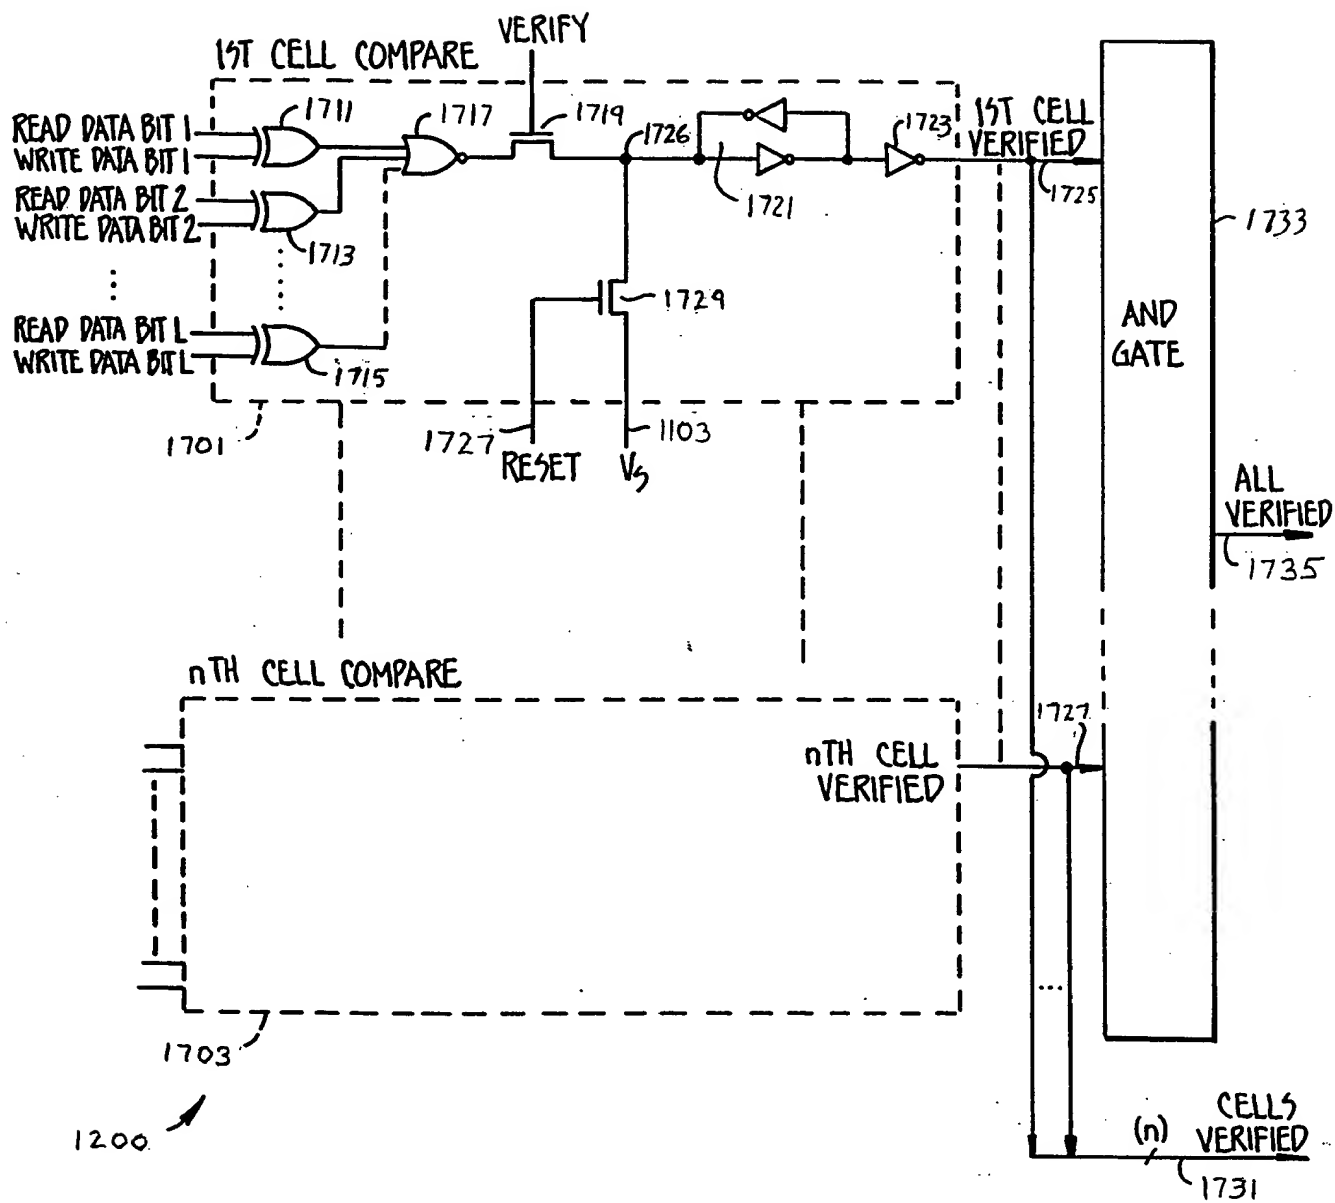 VERIFY
1ST CELL COMPARE
1711
1717
1719
1726
1723
1ST CELL
VERIFIED
READ DATA BIT 1
WRITE DATA BIT 1
1725
READ DATA BIT 2
WRITE DATA BIT 2
1721
1713
1733
1729
READ DATA BIT L
WRITE DATA BIT L
1715
AND
GATE
1701
1727
1103
RESET
VS
ALL
VERIFIED
1735
nTH CELL COMPARE
1727
nTH CELL
VERIFIED
1703
1200
(n)
CELLS
VERIFIED
1731